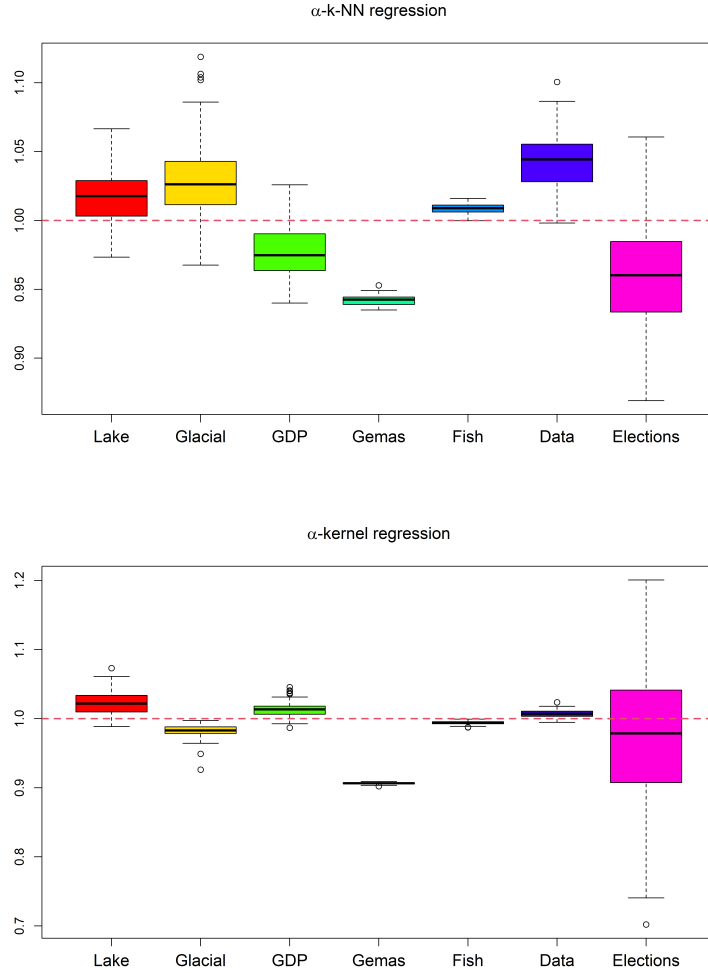 α-k-NN regression
1.10
1.05
1.00
0.95
0.90
Lake Glacial GDP Gemas Fish Data Elections
α-kernel regression
1.2
1.1
1.0
0.9
0.8
0.7
Lake Glacial GDP Gemas Fish Data Elections